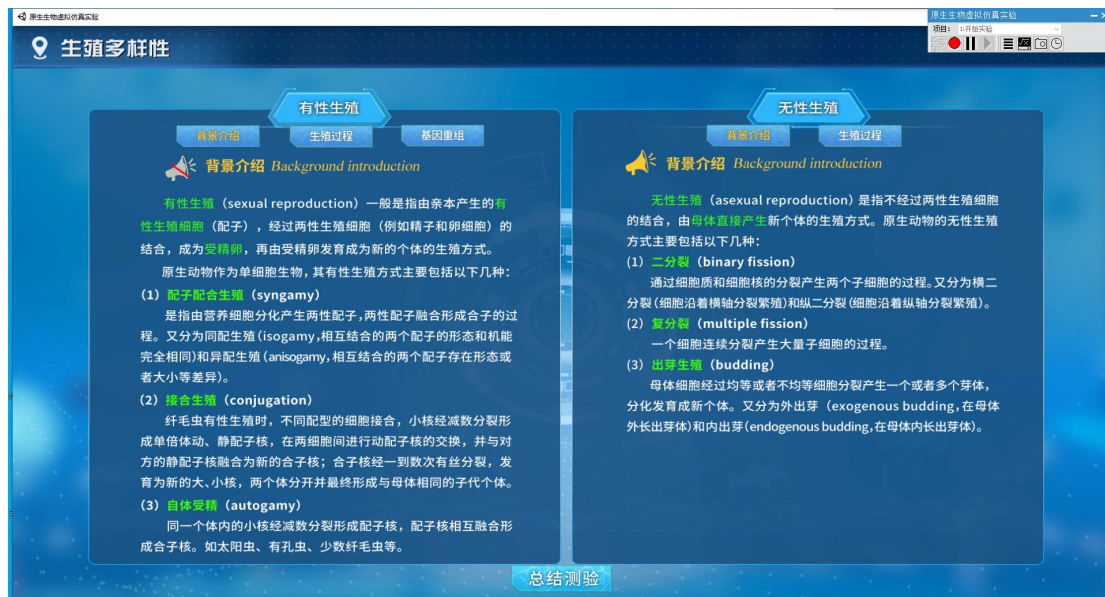 原生生物虚拟仿真实验
原生生物虚拟仿真实验
项目： 1:开始实验
生殖多样性
有性生殖
背景介绍 生殖过程 基因重组
背景介绍 Background introduction
有性生殖（sexual reproduction）一般是指由亲本产生的有
性生殖细胞（配子），经过两性生殖细胞（例如精子和卵细胞）的
结合，成为受精卵，再由受精卵发育成为新的个体的生殖方式。
原生动物作为单细胞生物，其有性生殖方式主要包括以下几种：
（1）配子配合生殖（syngamy）
是指由营养细胞分化产生两性配子，两性配子融合成合子的过
程。又分为同配生殖（isogamy,相互结合的两个配子的形态和机能
完全相同）和异配生殖（anisogamy,相互结合的两个配子存在形态或
者大小等差异）。
（2）接合生殖（conjugation）
纤毛虫有性生殖时，不同配型的细胞接合，小核经减数分裂形
成单倍体动、静配子核，在两细胞间进行动配子核的交换，并与对
方的静配子核融合为新的合子核；合子核经一到数次有丝分裂，发
育为新的大、小核，两个体分开并最终形成与母体相同的子代个体。
（3）自体受精（autogamy）
同一个体内的小核经减数分裂形成配子核，配子核相互融合形
成合子核。如太阳虫、有孔虫、少数纤毛虫等。
无性生殖
背景介绍 生殖过程
背景介绍 Background introduction
无性生殖（asexual reproduction）是指不经过两性生殖细胞
的结合，由母体直接产生新个体的生殖方式。原生动物的无性生殖
方式主要包括以下几种：
（1）二分裂（binary fission）
通过细胞质和细胞核的分裂产生两个子细胞的过程。又分为横二
分裂（细胞沿着横轴分裂繁殖）和纵二分裂（细胞沿着纵轴分裂繁殖）。
（2）复分裂（multiple fission）
一个细胞连续分裂产生大量子细胞的过程。
（3）出芽生殖（budding）
母体细胞经过均等或者不均等细胞分裂产生一个或者多个芽体，
分化发育成新个体。又分为外出芽（exogenous budding,在母体
外长出芽体）和内出芽（endogenous budding,在母体内长出芽体）。
总结测验